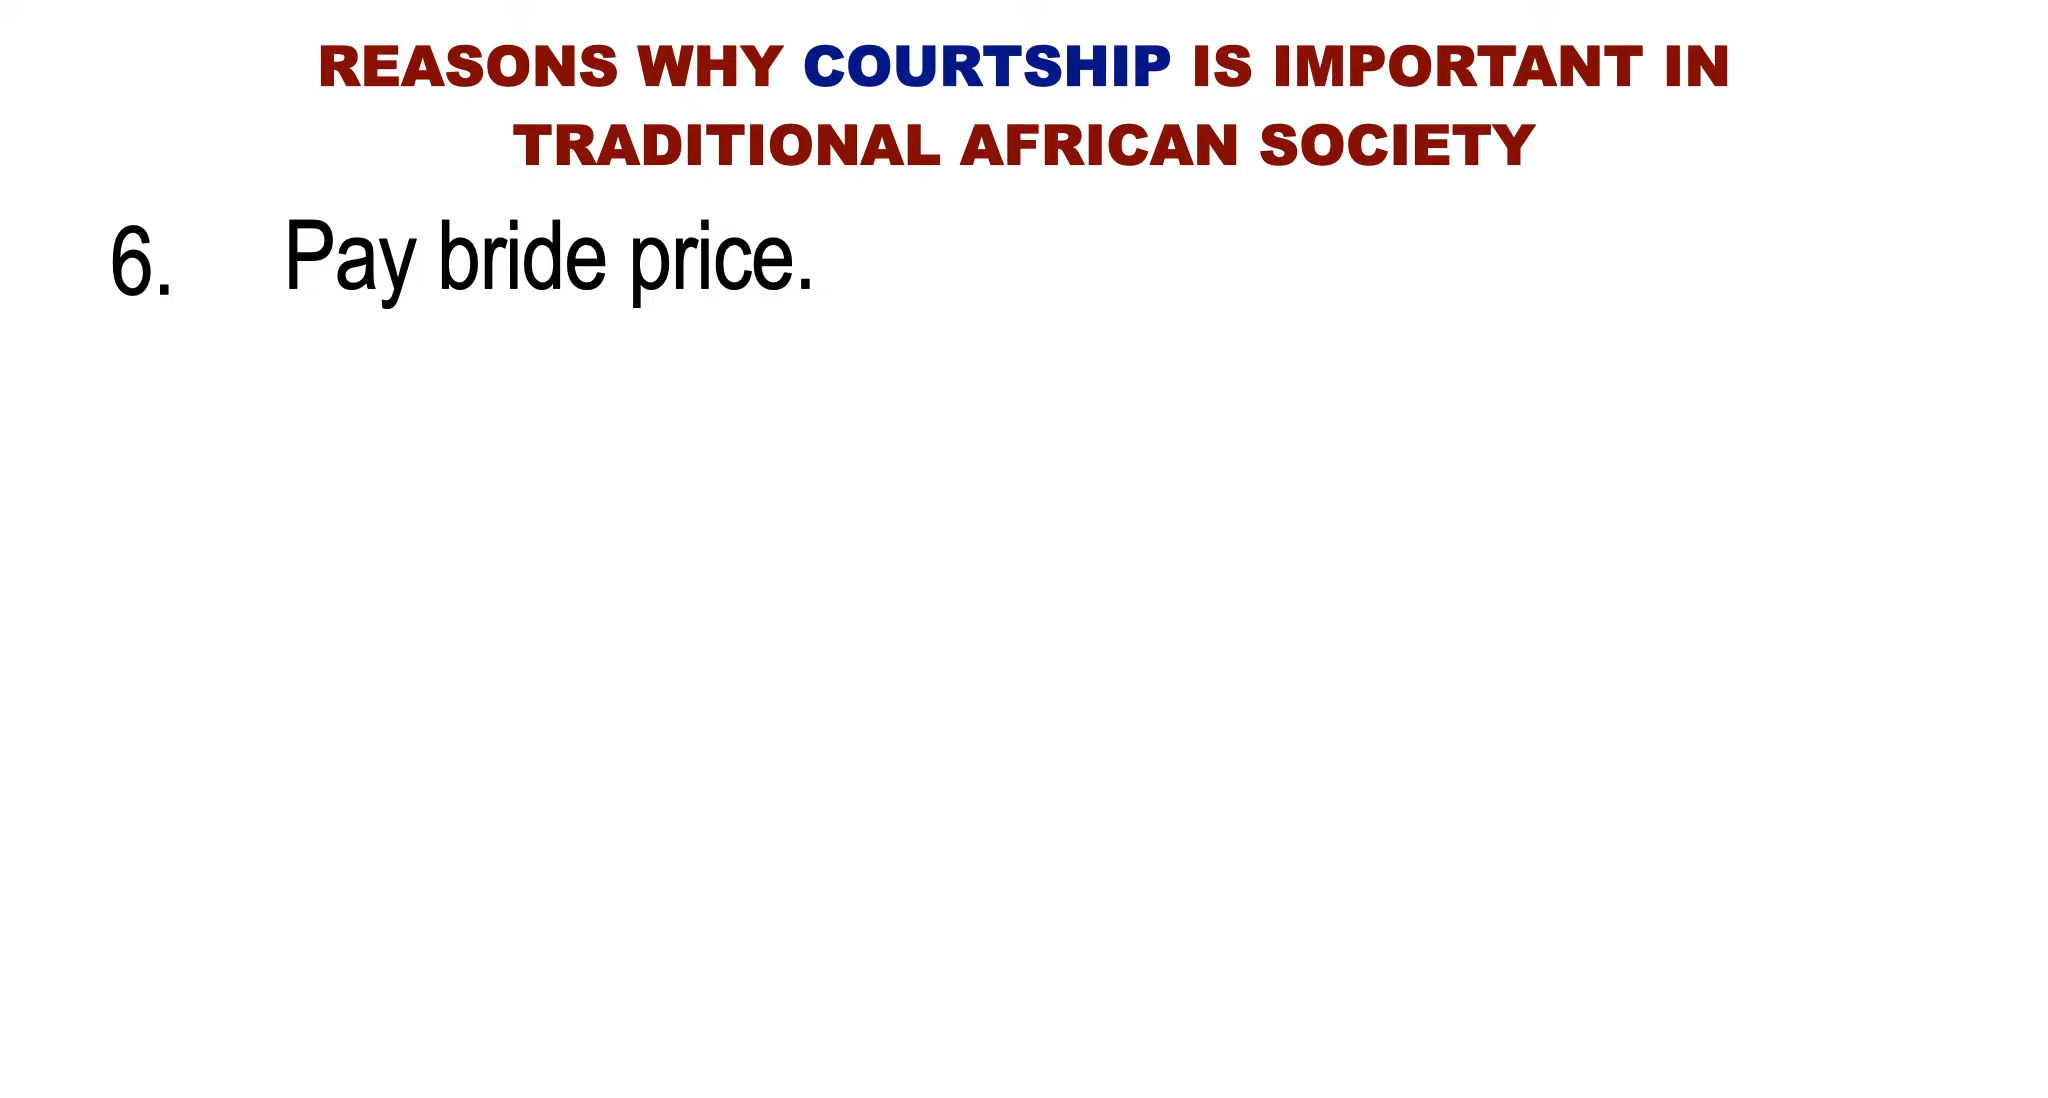 REASONS WHY COURTSHIP IS IMPORTANT IN
TRADITIONAL AFRICAN SOCIETY
6. Pay bride price.